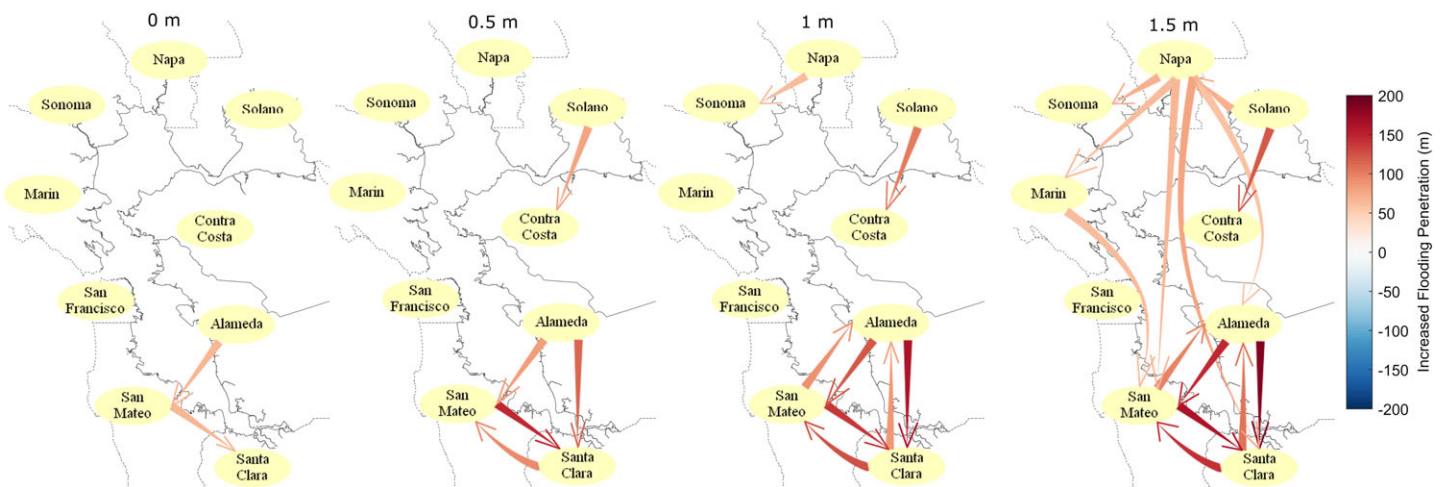 0 m
Napa
Sonoma
Solano
Marin
Contra
Costa
San
Francisco
Alameda
San
Mateo
Santa
Clara
0.5 m
Napa
Sonoma
Solano
Marin
Contra
Costa
San
Francisco
Alameda
San
Mateo
Santa
Clara
1 m
Napa
Sonoma
Solano
Marin
Contra
Costa
San
Francisco
Alameda
San
Mateo
Santa
Clara
1.5 m
Napa
Sonoma
Solano
Marin
Contra
Costa
San
Francisco
Alameda
San
Mateo
Santa
Clara
200
150
100
50
0
-50
-100
-150
-200
Increased Flooding Penetration (m)